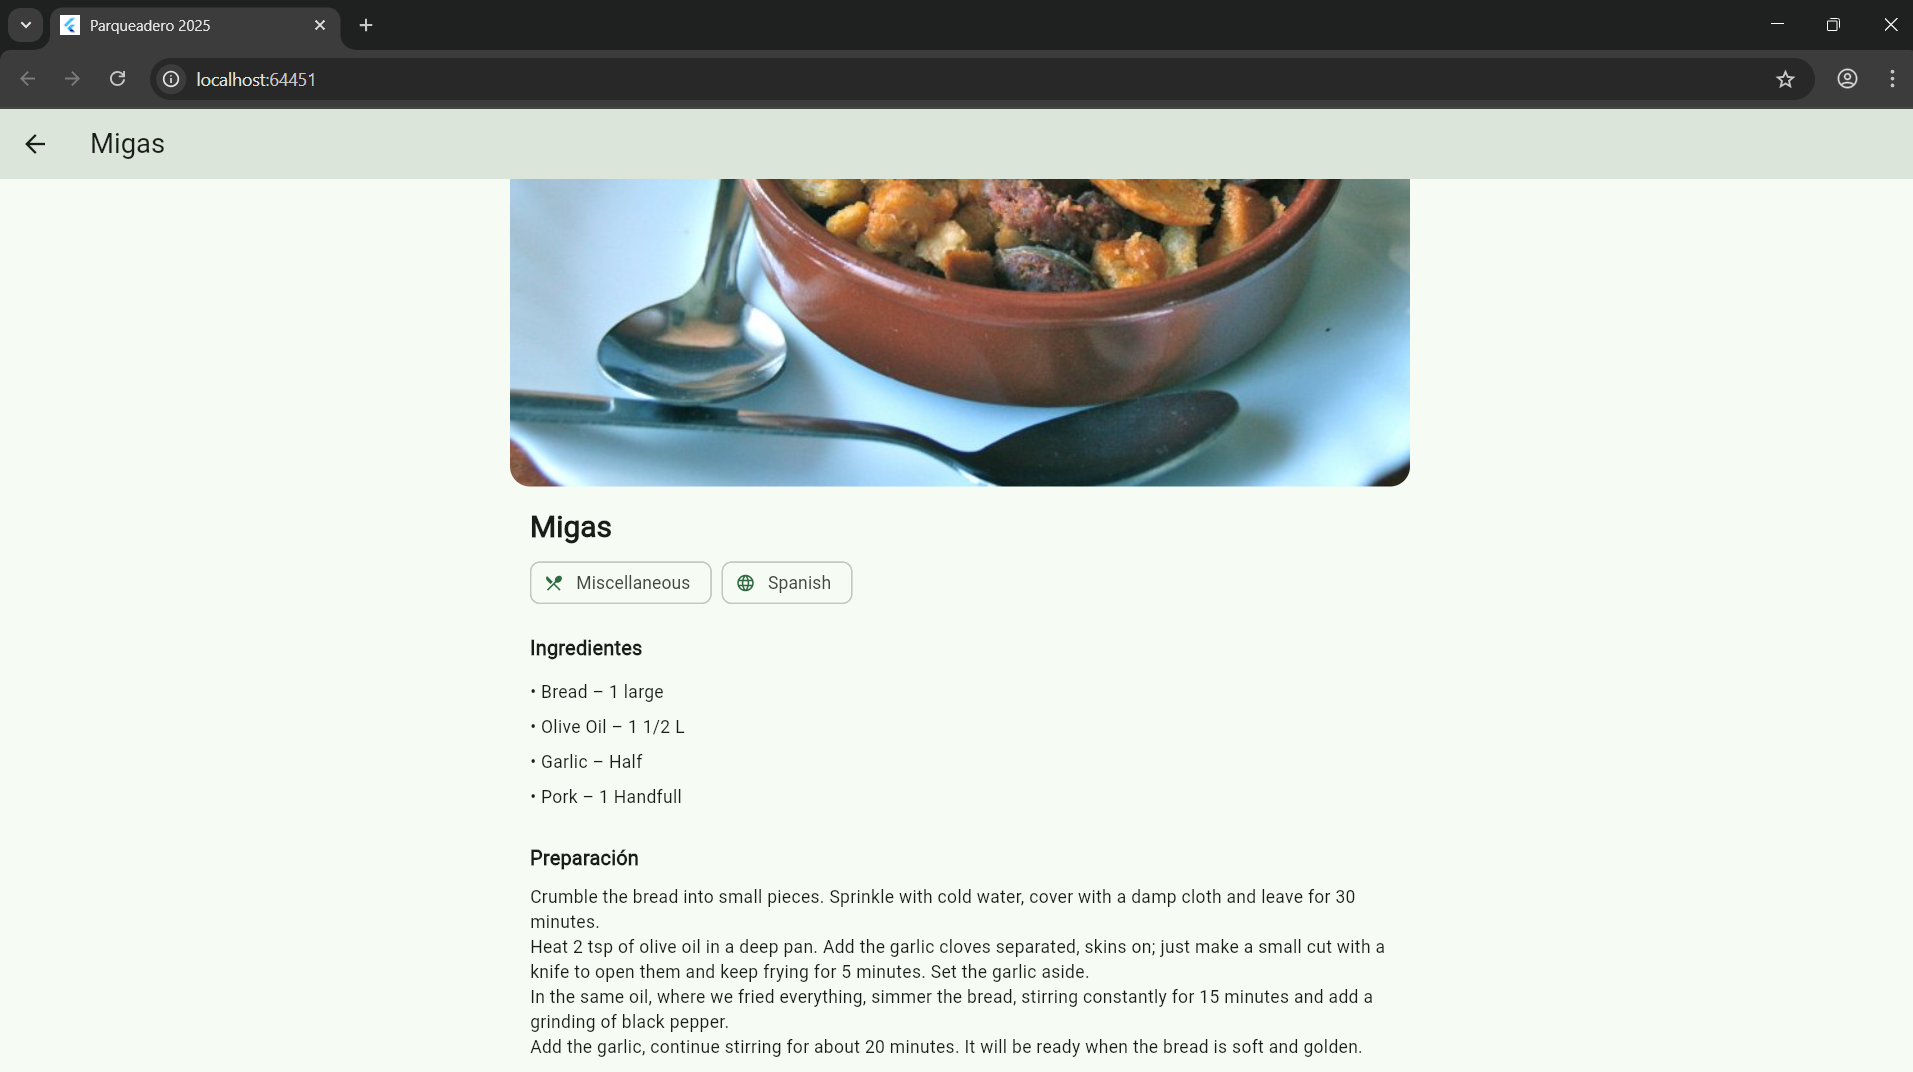 Parqueadero 2025
localhost:64451
Migas
Migas
Miscellaneous
Spanish
Ingredientes
• Bread – 1 large
• Olive Oil – 1 1/2 L
• Garlic – Half
• Pork – 1 Handfull
Preparación
Crumble the bread into small pieces. Sprinkle with cold water, cover with a damp cloth and leave for 30
minutes.
Heat 2 tsp of olive oil in a deep pan. Add the garlic cloves separated, skins on; just make a small cut with a
knife to open them and keep frying for 5 minutes. Set the garlic aside.
In the same oil, where we fried everything, simmer the bread, stirring constantly for 15 minutes and add a
grinding of black pepper.
Add the garlic, continue stirring for about 20 minutes. It will be ready when the bread is soft and golden.